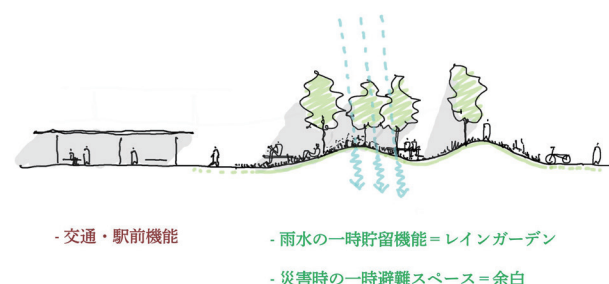 - 交通・駅前機能
- 雨水の一時貯留機能＝レインガーデン
- 災害時の一時避難スペース＝余白